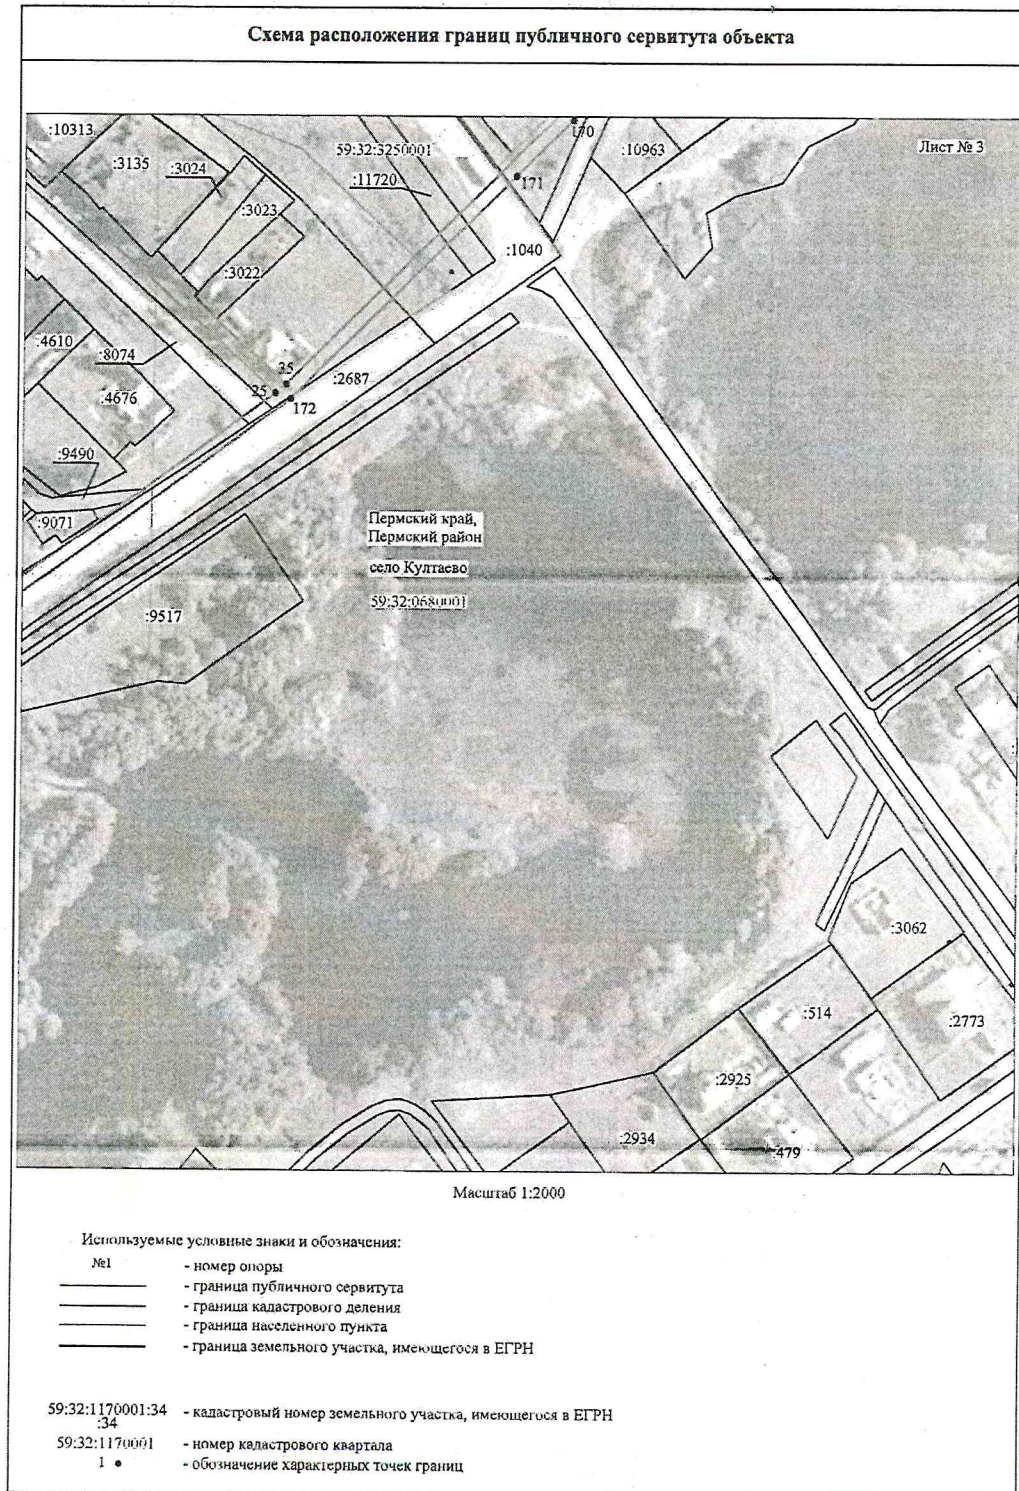 Схема расположения границ публичного сервитута объекта
Лист № 3
:10313
:3135
:3024
59:32:3250001
:11720
170
:10963
171
:3023
:1040
:3022
:4610
:8074
35
:2687
25
172
:4676
:9490
:9071
Пермский край,
Пермский район
село Култаево
59:32:0680001
:9517
:3062
:514
:2773
:2925
:2934
:479
Масштаб 1:2000
Используемые условные знаки и обозначения:
№1 - номер опоры
- граница публичного сервитута
- граница кадастрового деления
- граница населенного пункта
- граница земельного участка, имеющегося в ЕГРН
59:32:1170001:34
:34 - кадастровый номер земельного участка, имеющегося в ЕГРН
59:32:1170001 - номер кадастрового квартала
1 - обозначение характерных точек границ